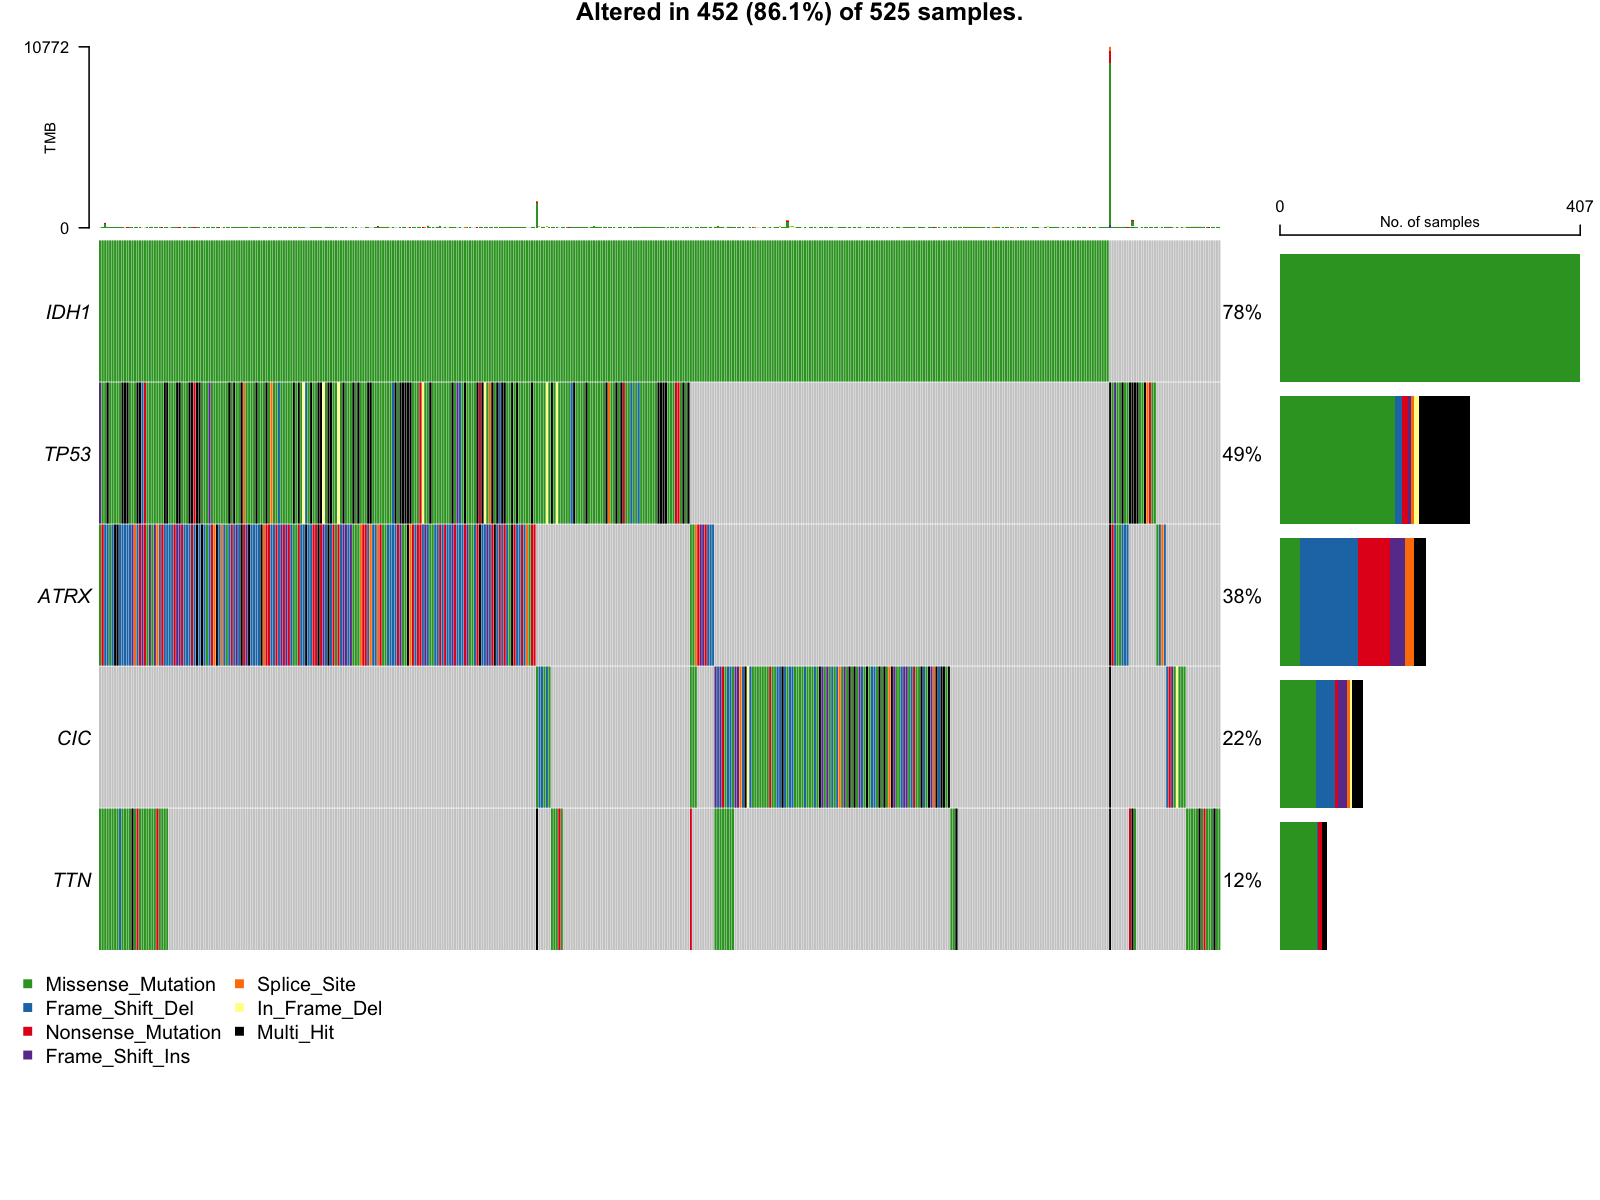 Altered in 452 (86.1%) of 525 samples.
10772
TMB
0
0
407
No. of samples
IDH1
78%
TP53
49%
ATRX
38%
CIC
22%
TTN
12%
Missense_Mutation
Splice_Site
Frame_Shift_Del
In_Frame_Del
Nonsense_Mutation
Multi_Hit
Frame_Shift_Ins